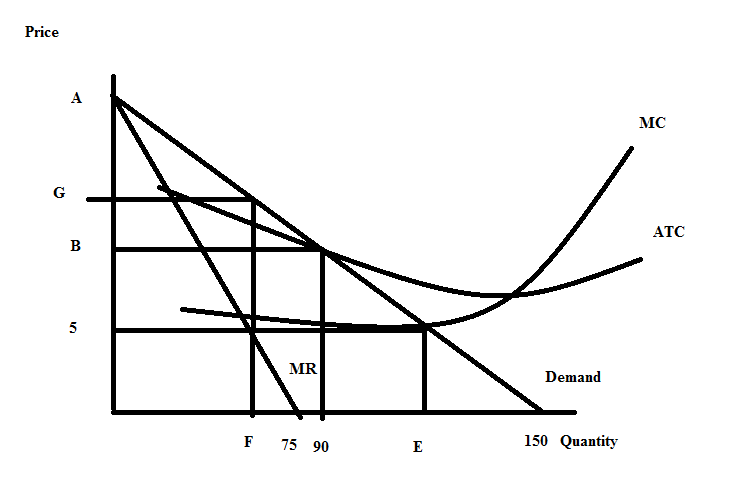 Price
A
MC
G
ATC
B
5
MR
Demand
F 75 90 E 150 Quantity